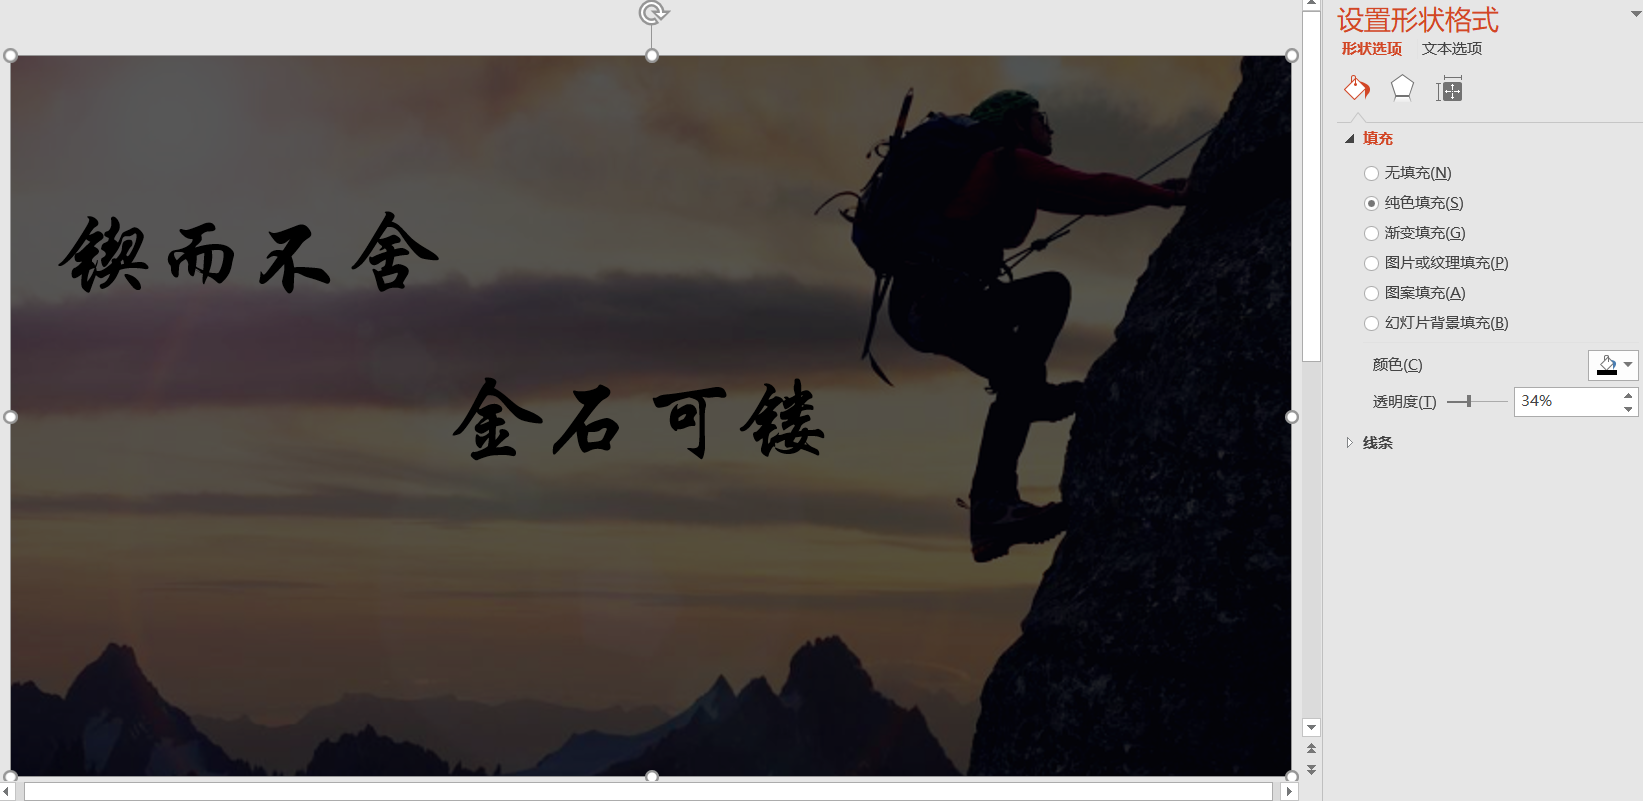 设置形状格式
形状选项 文本选项
填充
无填充(N)
纯色填充(S)
渐变填充(G)
图片或纹理填充(P)
图案填充(A)
幻灯片背景填充(B)
颜色(C)
透明度(T) 34%
线条
锲而不舍
金石可镂